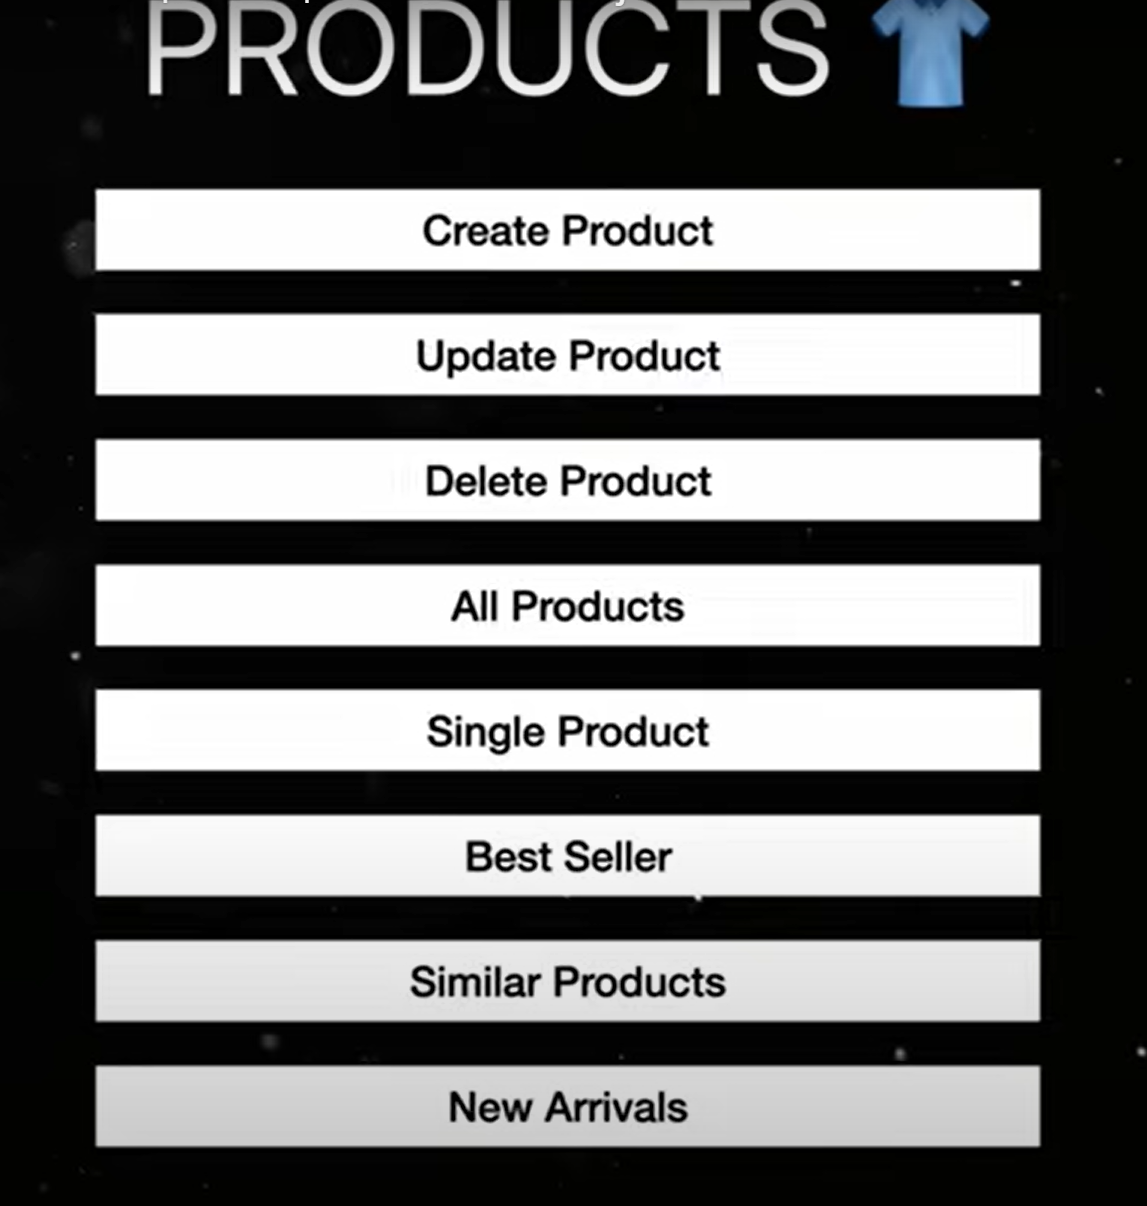 PRODUCTS
Create Product
Update Product
Delete Product
All Products
Single Product
Best Seller
Similar Products
New Arrivals